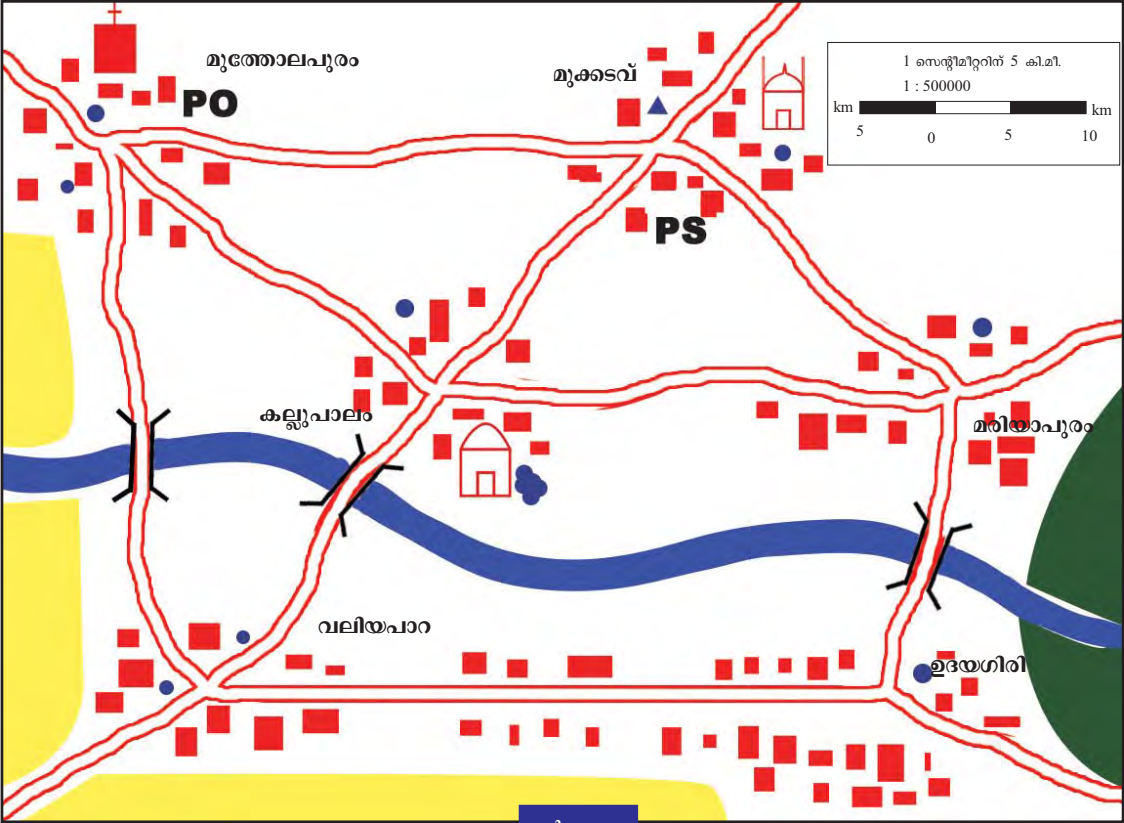 മുത്തോലപുരം
PO
മുക്കടവ്
1 സെന്റീമീറ്ററിന് 5 കി.മീ.
1 : 500000
km km
5 0 5 10
PS
കല്ലുപാലം
മരിയാപുരം
വലിയപാറ
ഉദയഗിരി